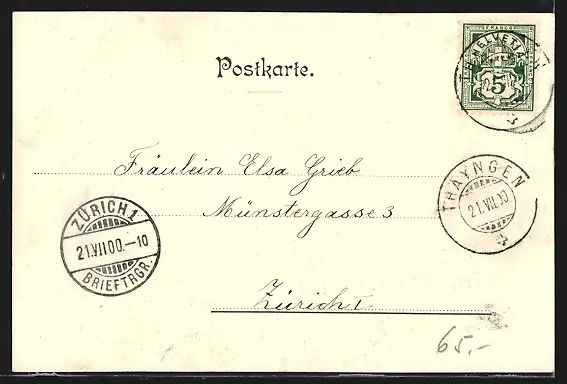 FRANCO
HELVETIA
5
Postkarte.
Fräulein Elsa Grieb
Münstergasse 3
Zürich I
THAYNGEN
21.VII.00
ZÜRICH 1
21.VII.00.–10
BRIEFTRGR.
65.-